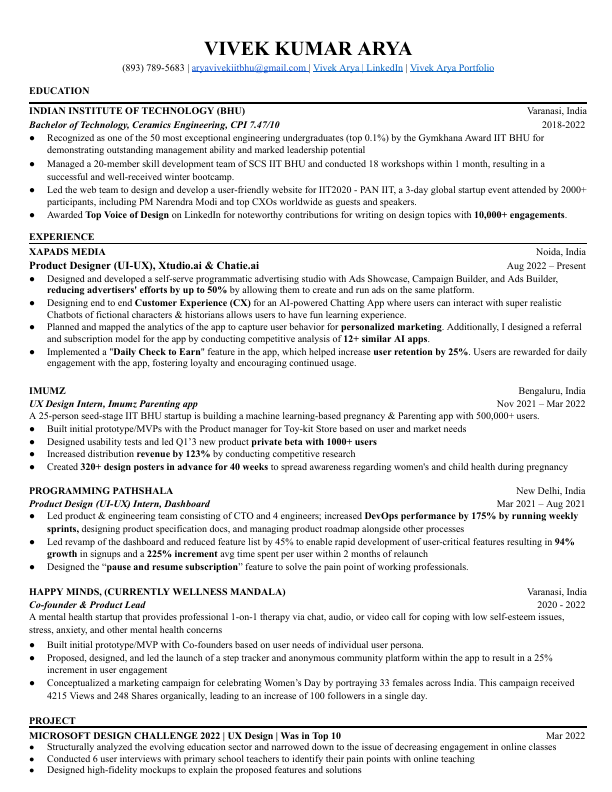 VIVEK KUMAR ARYA
(893) 789-5683 | aryavivekiitbhu@gmail.com | Vivek Arya | LinkedIn | Vivek Arya Portfolio
EDUCATION
INDIAN INSTITUTE OF TECHNOLOGY (BHU) Varanasi, India
Bachelor of Technology, Ceramics Engineering, CPI 7.47/10 2018-2022
● Recognized as one of the 50 most exceptional engineering undergraduates (top 0.1%) by the Gymkhana Award IIT BHU for
demonstrating outstanding management ability and marked leadership potential
● Managed a 20-member skill development team of SCS IIT BHU and conducted 18 workshops within 1 month, resulting in a
successful and well-received winter bootcamp.
● Led the web team to design and develop a user-friendly website for IIT2020 - PAN IIT, a 3-day global startup event attended by 2000+
participants, including PM Narendra Modi and top CXOs worldwide as guests and speakers.
● Awarded Top Voice of Design on LinkedIn for noteworthy contributions for writing on design topics with 10,000+ engagements.
EXPERIENCE
XAPADS MEDIA Noida, India
Product Designer (UI-UX), Xtudio.ai & Chatie.ai Aug 2022 – Present
● Designed and developed a self-serve programmatic advertising studio with Ads Showcase, Campaign Builder, and Ads Builder,
reducing advertisers' efforts by up to 50% by allowing them to create and run ads on the same platform.
● Designing end to end Customer Experience (CX) for an AI-powered Chatting App where users can interact with super realistic
Chatbots of fictional characters & historians allows users to have fun learning experience.
● Planned and mapped the analytics of the app to capture user behavior for personalized marketing. Additionally, I designed a referral
and subscription model for the app by conducting competitive analysis of 12+ similar AI apps.
● Implemented a "Daily Check to Earn" feature in the app, which helped increase user retention by 25%. Users are rewarded for daily
engagement with the app, fostering loyalty and encouraging continued usage.
IMUMZ Bengaluru, India
UX Design Intern, Imumz Parenting app Nov 2021 – Mar 2022
A 25-person seed-stage IIT BHU startup is building a machine learning-based pregnancy & Parenting app with 500,000+ users.
● Built initial prototype/MVPs with the Product manager for Toy-kit Store based on user and market needs
● Designed usability tests and led Q1'3 new product private beta with 1000+ users
● Increased distribution revenue by 123% by conducting competitive research
● Created 320+ design posters in advance for 40 weeks to spread awareness regarding women's and child health during pregnancy
PROGRAMMING PATHSHALA New Delhi, India
Product Design (UI-UX) Intern, Dashboard Mar 2021 – Aug 2021
● Led product & engineering team consisting of CTO and 4 engineers; increased DevOps performance by 175% by running weekly
sprints, designing product specification docs, and managing product roadmap alongside other processes
● Led revamp of the dashboard and reduced feature list by 45% to enable rapid development of user-critical features resulting in 94%
growth in signups and a 225% increment avg time spent per user within 2 months of relaunch
● Designed the “pause and resume subscription” feature to solve the pain point of working professionals.
HAPPY MINDS, (CURRENTLY WELLNESS MANDALA) Varanasi, India
Co-founder & Product Lead 2020 - 2022
A mental health startup that provides professional 1-on-1 therapy via chat, audio, or video call for coping with low self-esteem issues,
stress, anxiety, and other mental health concerns
● Built initial prototype/MVP with Co-founders based on user needs of individual user persona.
● Proposed, designed, and led the launch of a step tracker and anonymous community platform within the app to result in a 25%
increment in user engagement
● Conceptualized a marketing campaign for celebrating Women’s Day by portraying 33 females across India. This campaign received
4215 Views and 248 Shares organically, leading to an increase of 100 followers in a single day.
PROJECT
MICROSOFT DESIGN CHALLENGE 2022 | UX Design | Was in Top 10 Mar 2022
● Structurally analyzed the evolving education sector and narrowed down to the issue of decreasing engagement in online classes
● Conducted 6 user interviews with primary school teachers to identify their pain points with online teaching
● Designed high-fidelity mockups to explain the proposed features and solutions